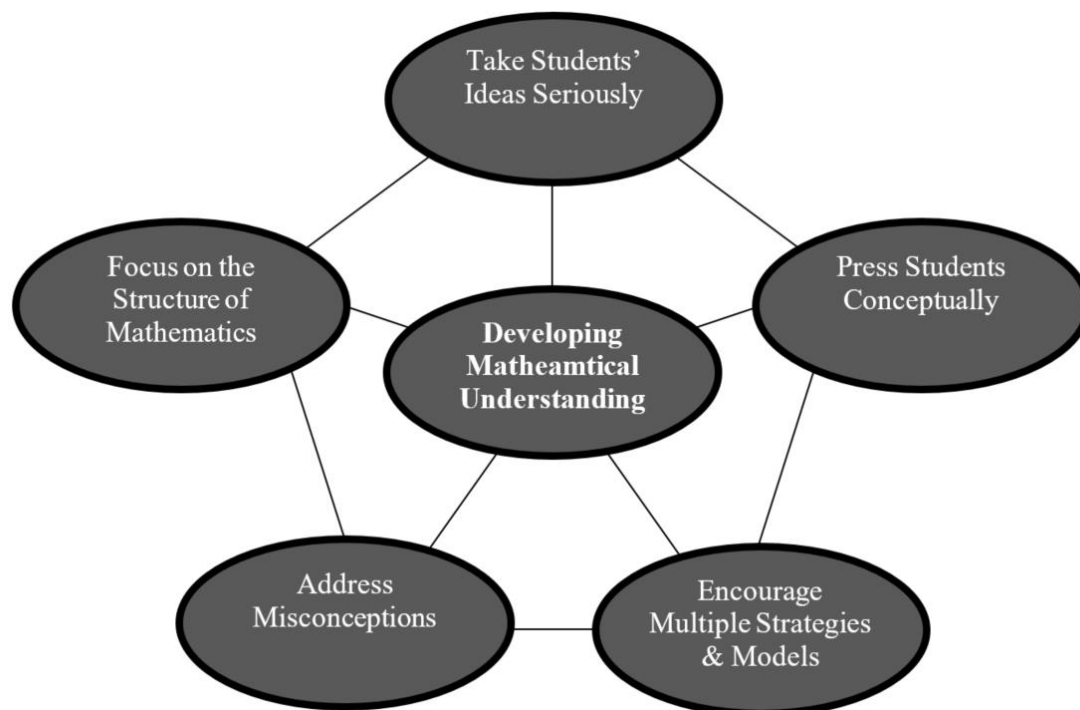 Take Students’
Ideas Seriously
Focus on the
Structure of
Mathematics
Press Students
Conceptually
Developing
Matheamtical
Understanding
Address
Misconceptions
Encourage
Multiple Strategies
& Models